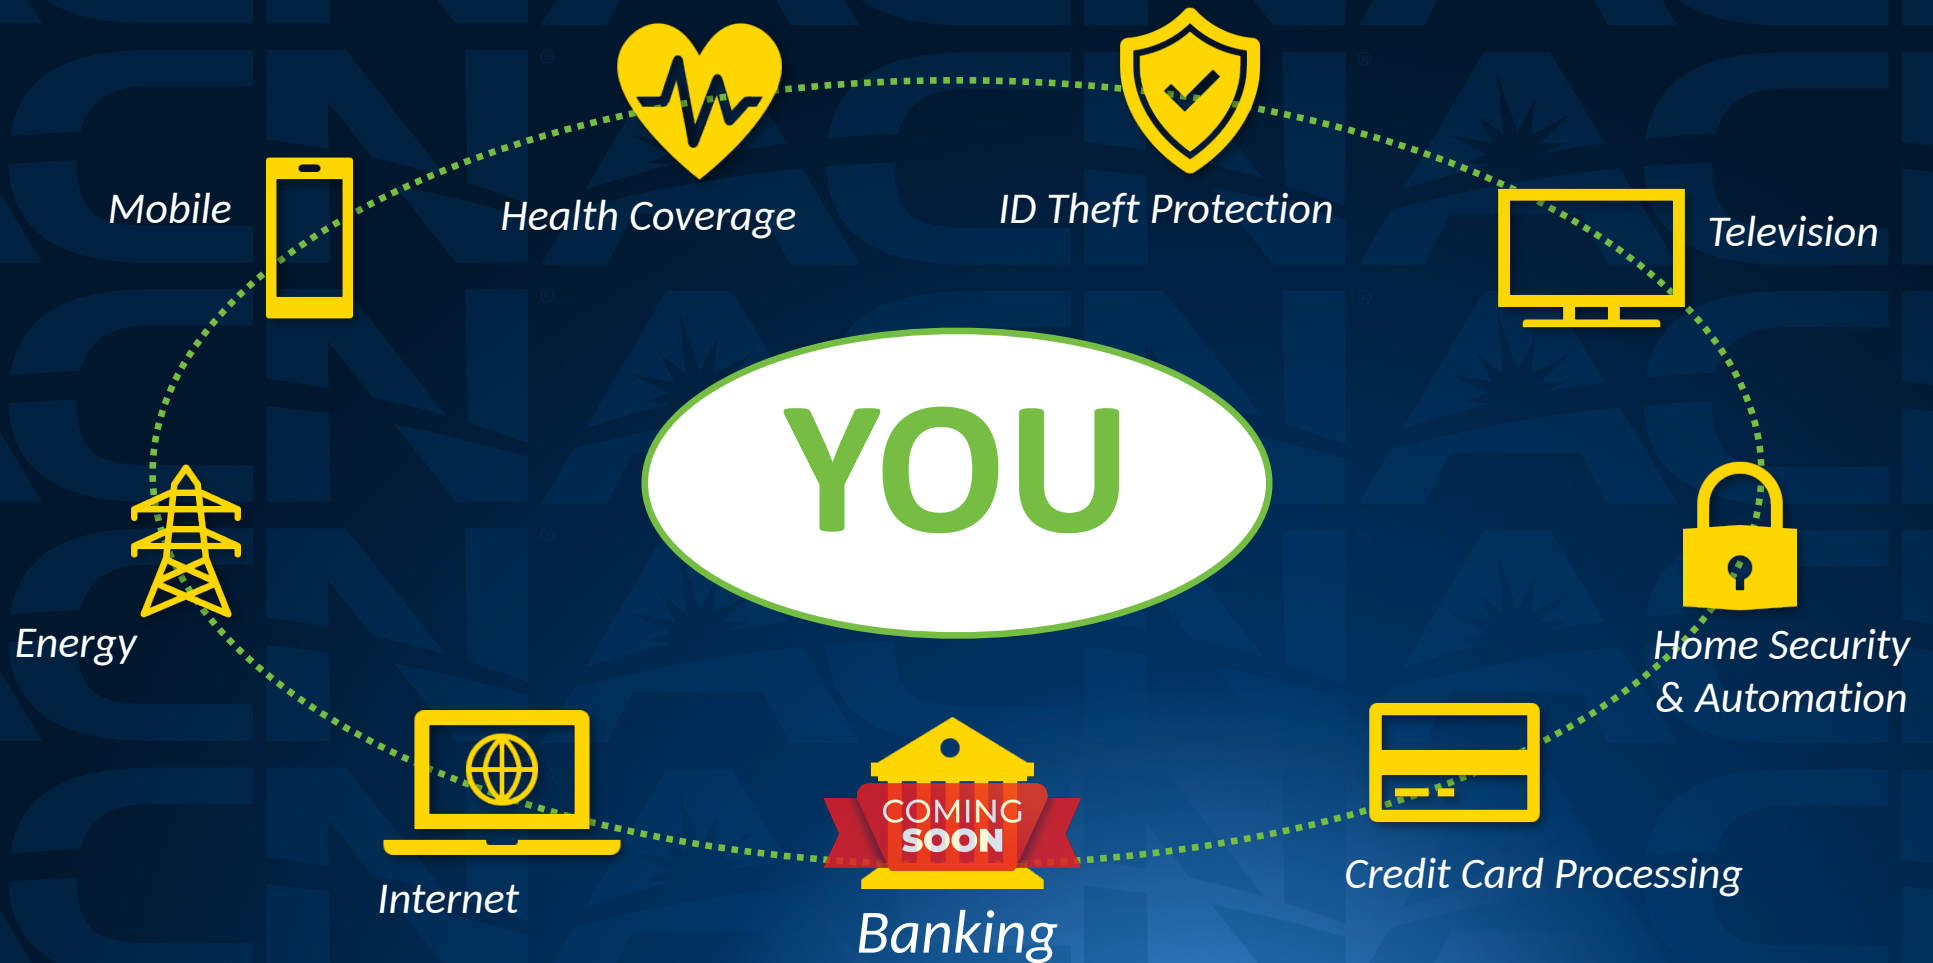 Mobile
Health Coverage
ID Theft Protection
Television
YOU
Energy
Home Security
& Automation
COMING
SOON
Internet
Credit Card Processing
Banking
ACN